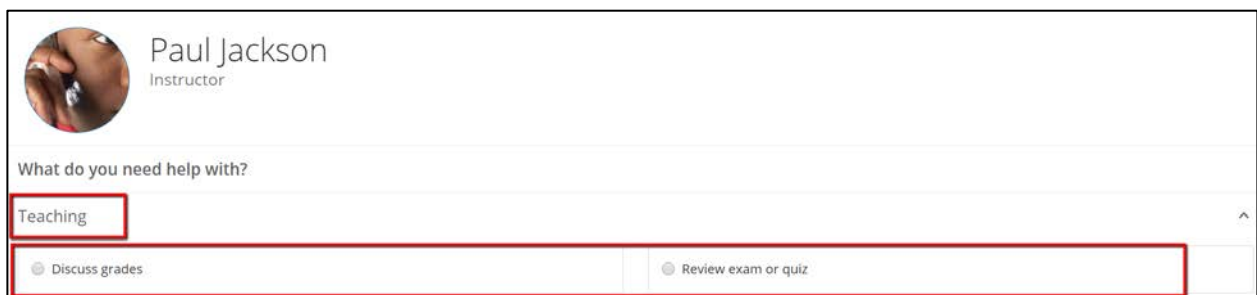 Paul Jackson
Instructor
What do you need help with?
Teaching
Discuss grades Review exam or quiz